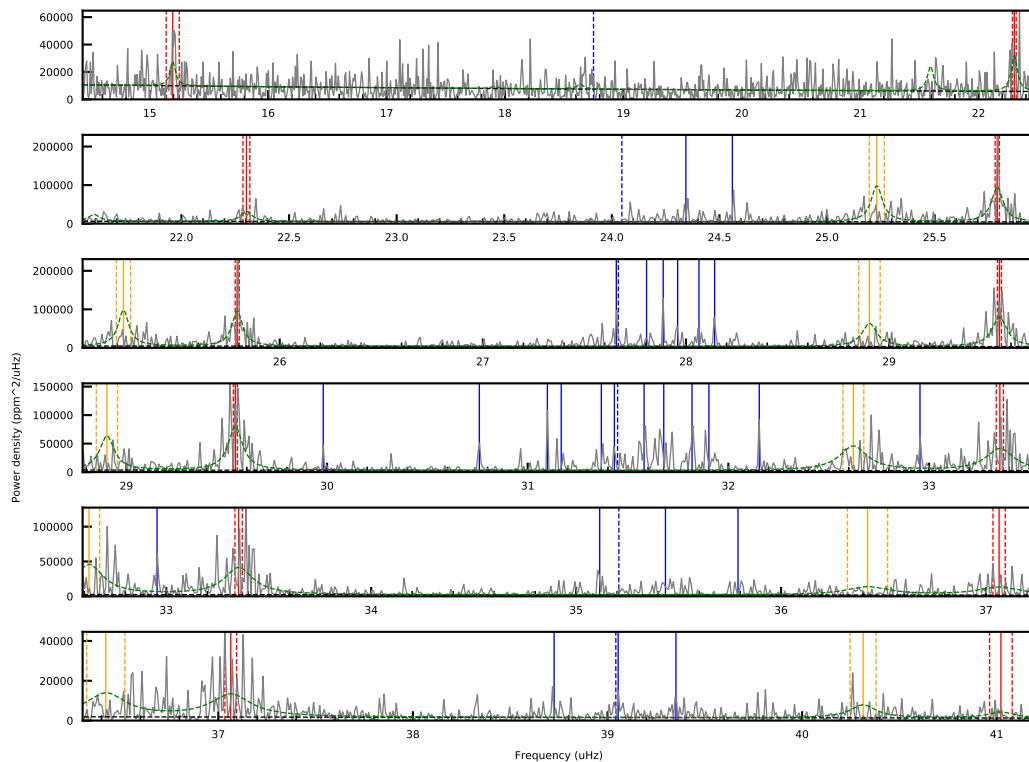 60000
40000
20000
0
15 16 17 18 19 20 21 22
200000
100000
0
22.0 22.5 23.0 23.5 24.0 24.5 25.0 25.5
200000
100000
0
26 27 28 29
Power density (ppm^2/uHz)
150000
100000
50000
0
29 30 31 32 33
100000
50000
0
33 34 35 36 37
40000
20000
0
37 38 39 40 41
Frequency (uHz)